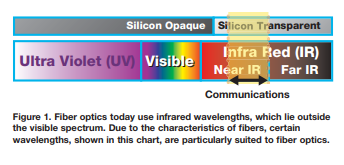 Silicon Opaque Silicon Transparent
Ultra Violet (UV) Visible Infra Red (IR)
Near IR Far IR
Communications
Figure 1. Fiber optics today use infrared wavelengths, which lie outside
the visible spectrum. Due to the characteristics of fibers, certain
wavelengths, shown in this chart, are particularly suited to fiber optics.